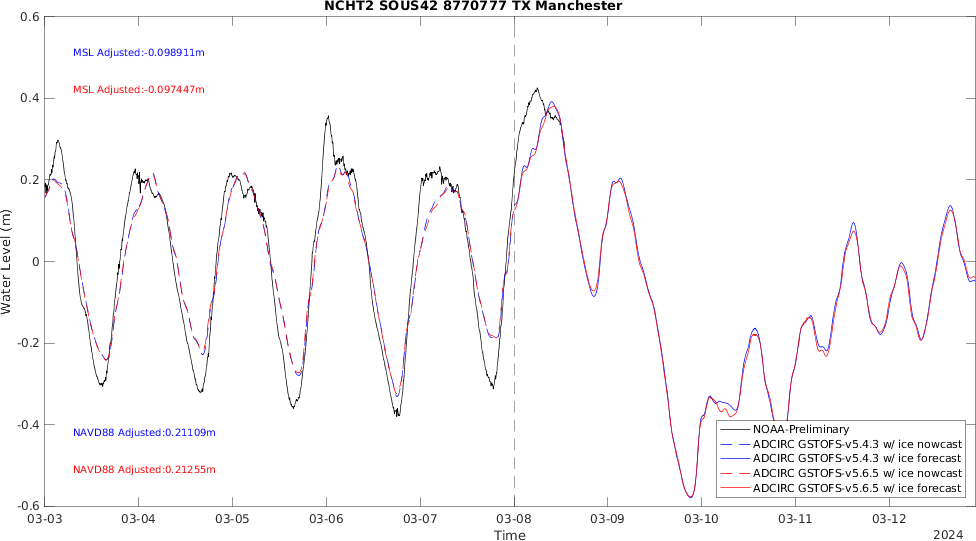 NCHT2 SOUS42 8770777 TX Manchester
0.6
MSL Adjusted:-0.098911m
MSL Adjusted:-0.097447m
0.4
0.2
0
-0.2
-0.4
-0.6
Water Level (m)
NAVD88 Adjusted:0.21109m
NAVD88 Adjusted:0.21255m
NOAA-Preliminary
ADCIRC GSTOFS-v5.4.3 w/ ice nowcast
ADCIRC GSTOFS-v5.4.3 w/ ice forecast
ADCIRC GSTOFS-v5.6.5 w/ ice nowcast
ADCIRC GSTOFS-v5.6.5 w/ ice forecast
03-03 03-04 03-05 03-06 03-07 03-08 03-09 03-10 03-11 03-12
Time
2024